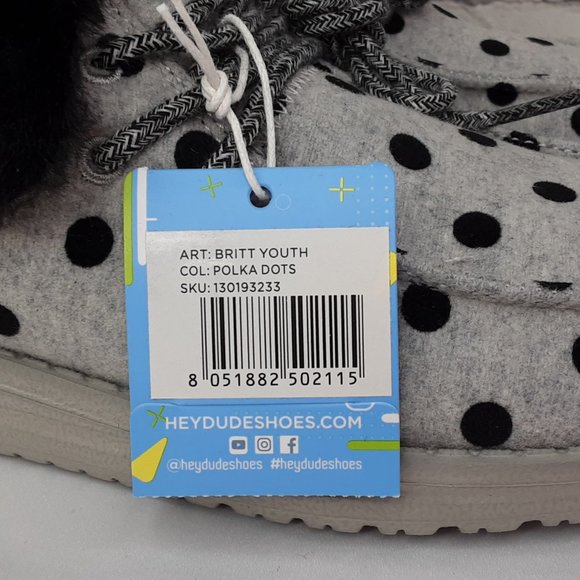 ART: BRITT YOUTH
COL: POLKA DOTS
SKU: 130193233
8 051882 502115
HEYDUDESHOES.COM
@heydudeshoes #heydudeshoes